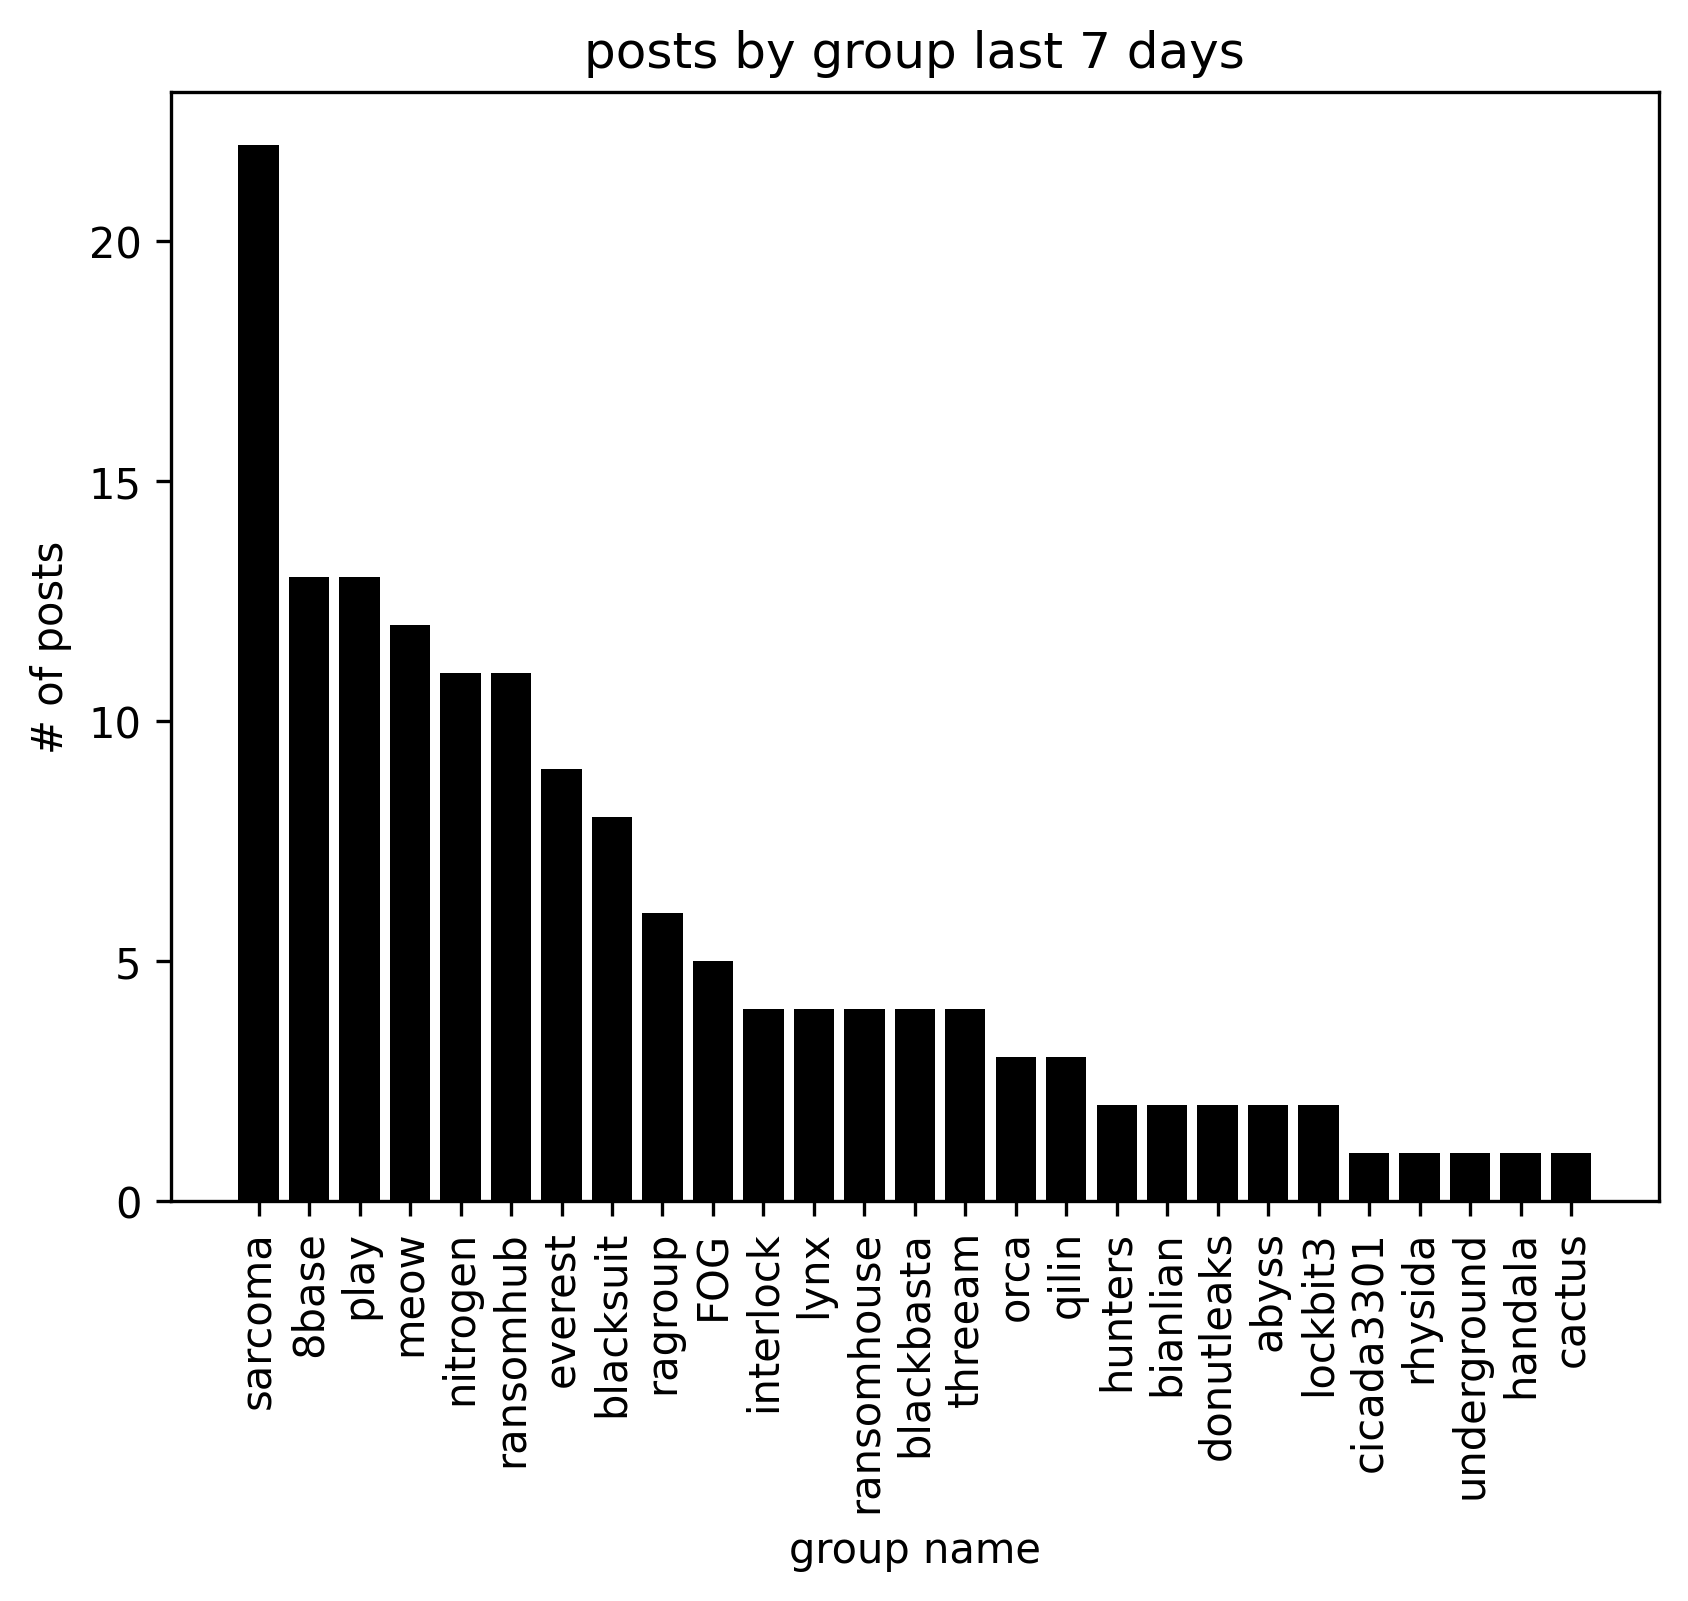 posts by group last 7 days
# of posts
20
15
10
5
0
sarcoma
8base
play
meow
nitrogen
ransomhub
everest
blacksuit
ragroup
FOG
interlock
lynx
ransomhouse
blackbasta
threeam
orca
qilin
hunters
bianlian
donutleaks
abyss
lockbit3
cicada3301
rhysida
underground
handala
cactus
group name